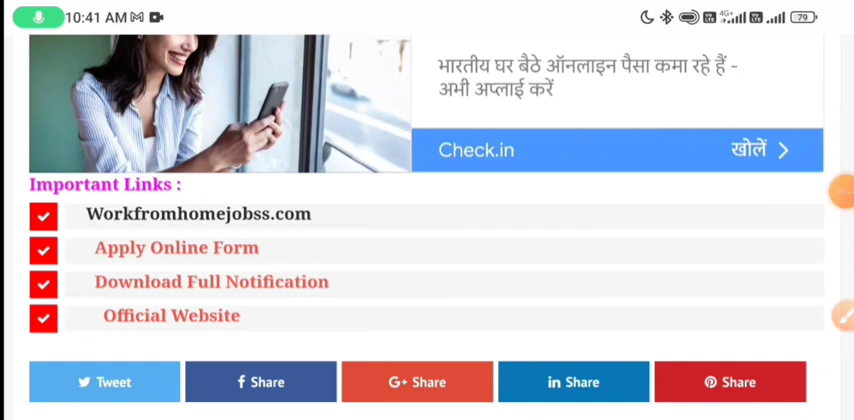 10:41 AM
4G+
79
भारतीय घर बैठे ऑनलाइन पैसा कमा रहे हैं -
अभी अप्लाई करें
Check.in खोलें
Important Links :
Workfromhomejobss.com
Apply Online Form
Download Full Notification
Official Website
Tweet
f Share
G+ Share
in Share
Share